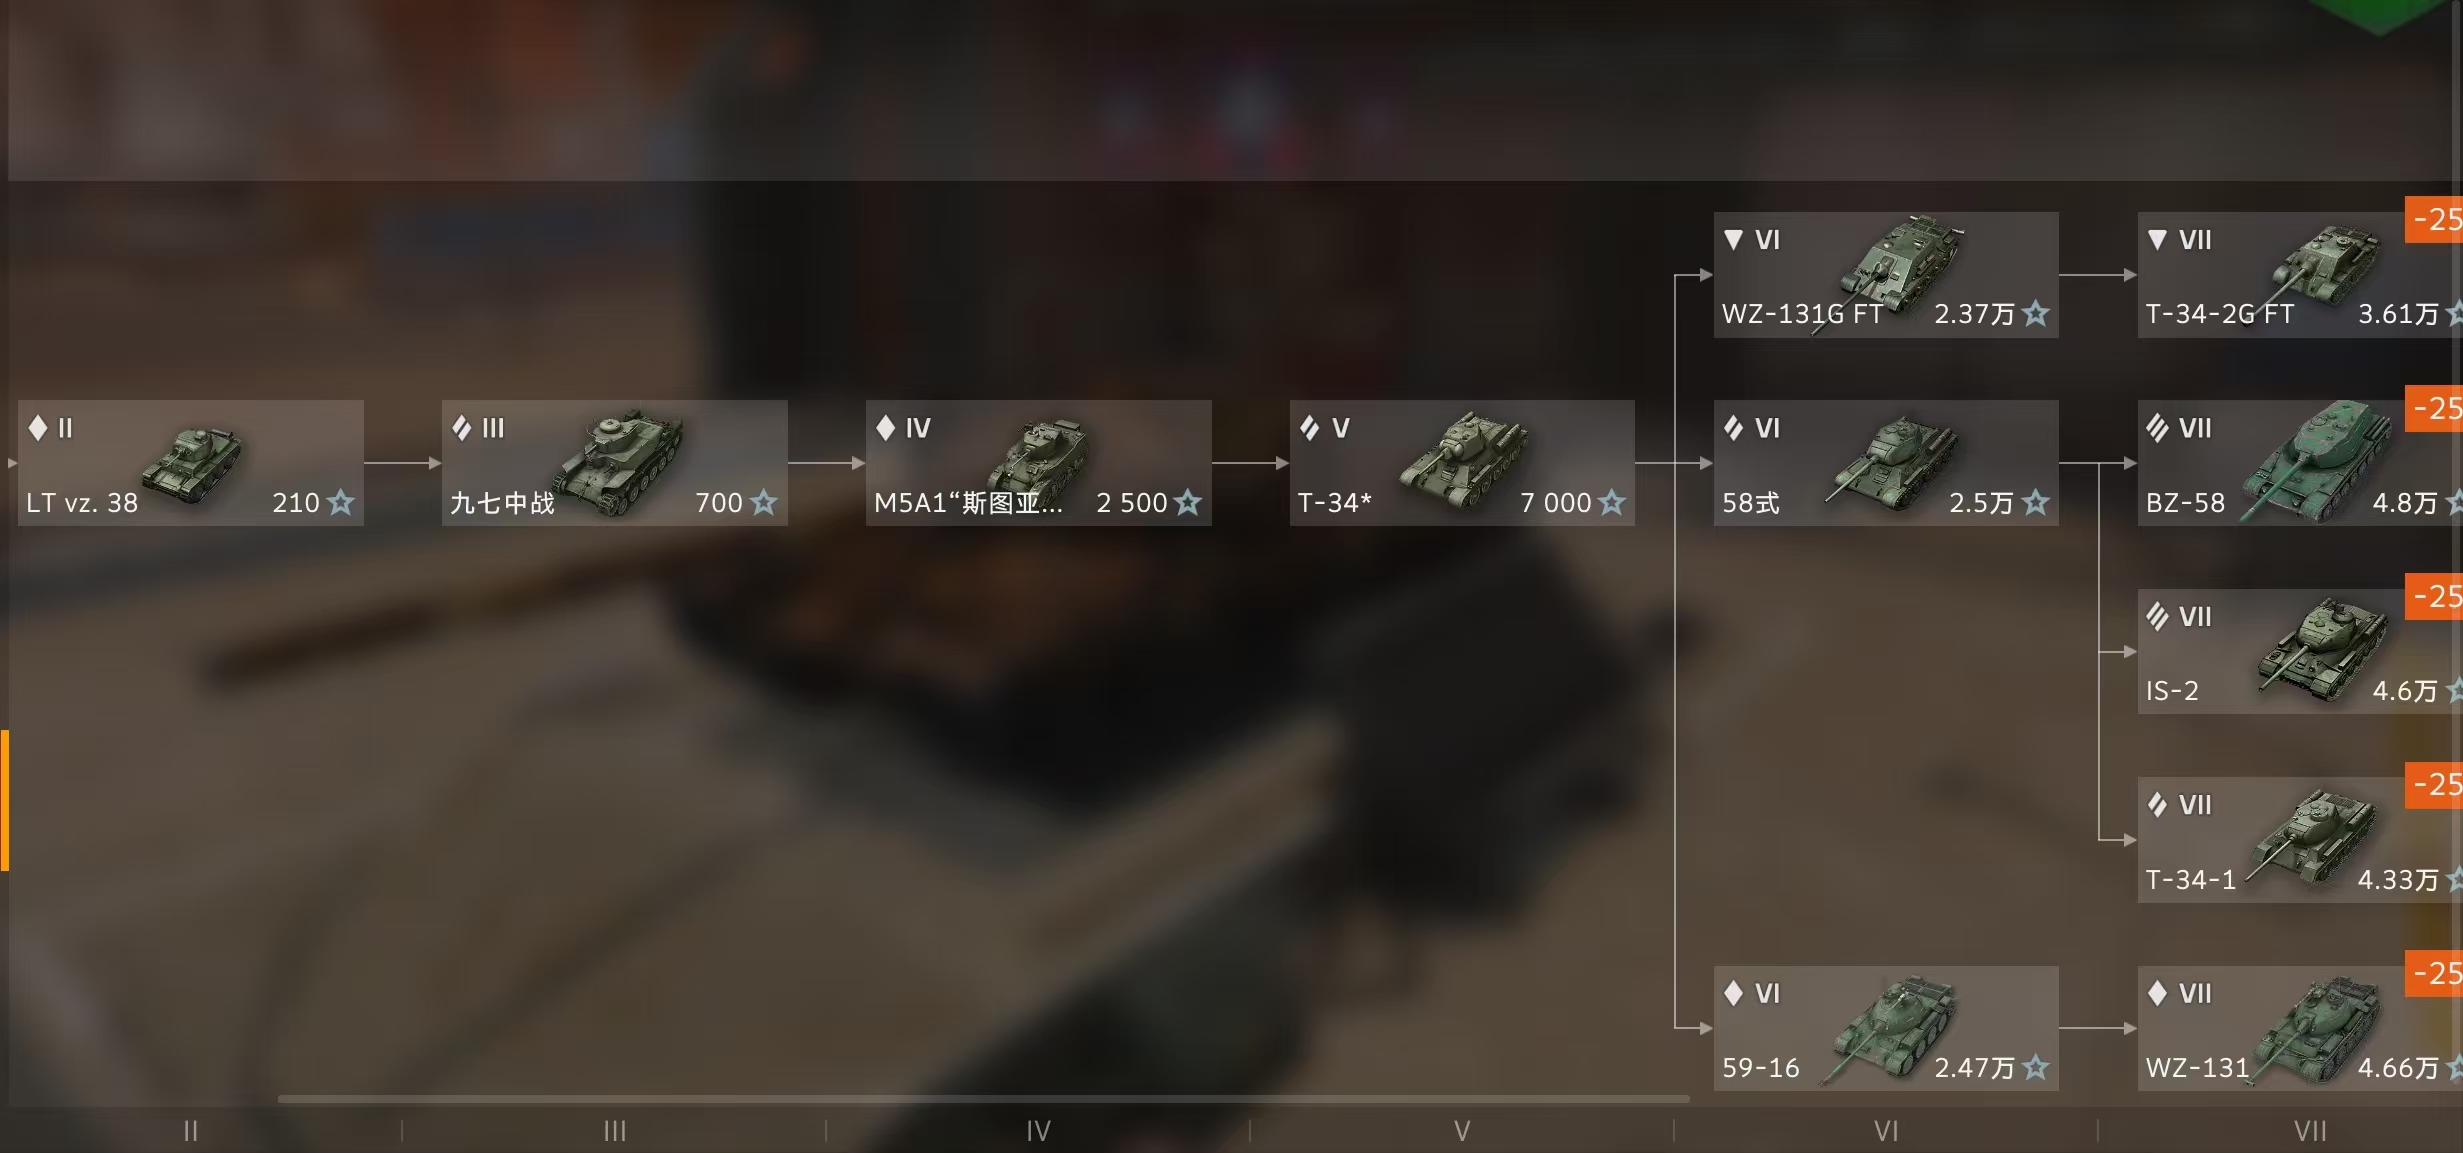 VI
WZ-131G FT 2.37万
VII
T-34-2G FT 3.61万
-25
II
LT vz. 38 210
III
九七中战 700
IV
M5A1“斯图亚... 2 500
V
T-34* 7 000
VI
58式 2.5万
VII
BZ-58 4.8万
-25
VII
IS-2 4.6万
-25
VII
T-34-1 4.33万
-25
VI
59-16 2.47万
VII
WZ-131 4.66万
-25
II III IV V VI VII